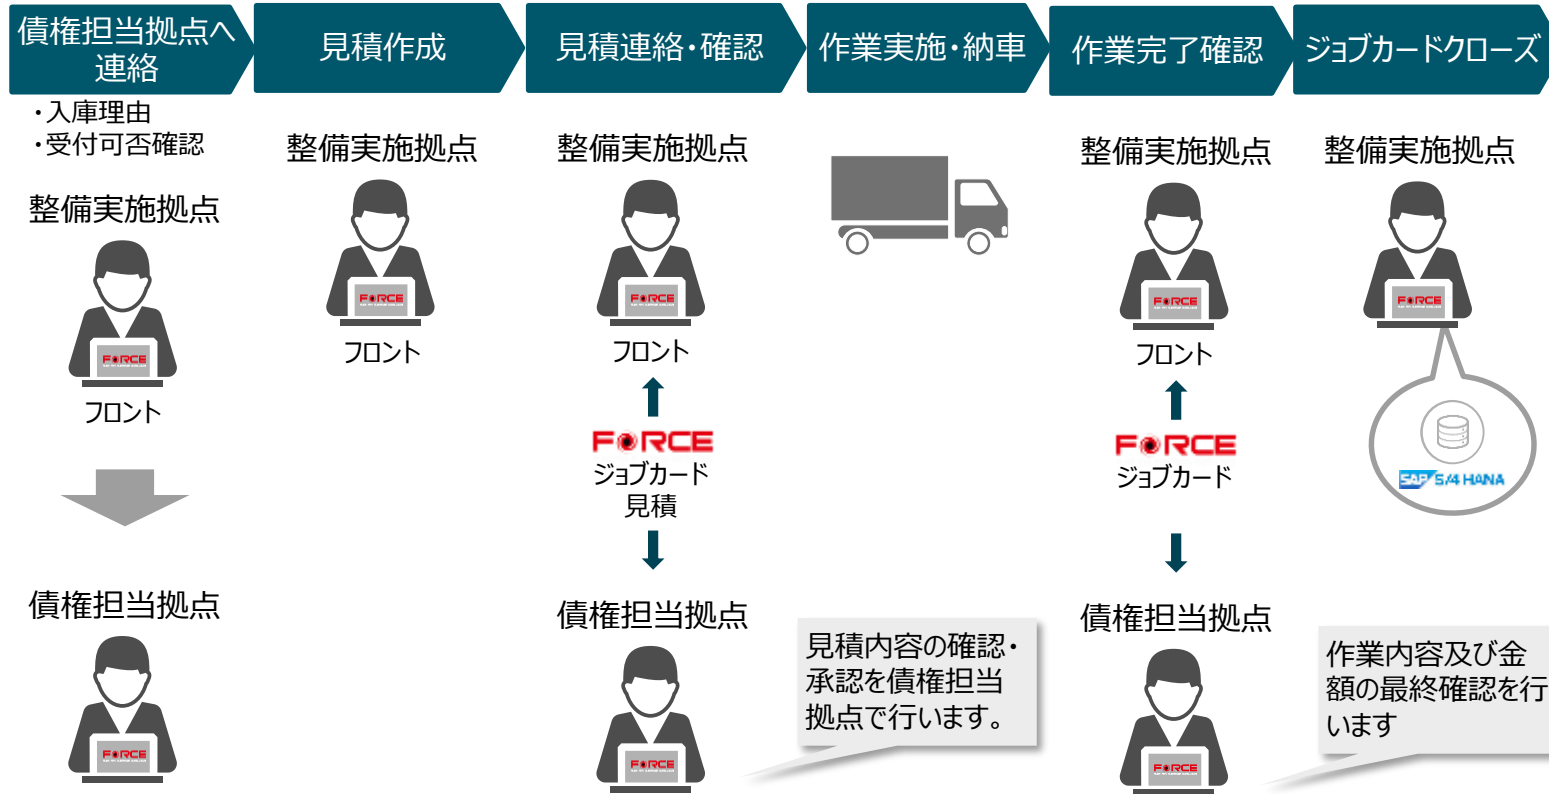 債権担当拠点へ
連絡
見積作成
見積連絡・確認
作業実施・納車
作業完了確認
ジョブカードクローズ
・入庫理由
・受付可否確認
整備実施拠点
FORCE
フロント
債権担当拠点
FORCE
整備実施拠点
FORCE
フロント
整備実施拠点
FORCE
フロント
FORCE
ジョブカード
見積
債権担当拠点
FORCE
見積内容の確認・
承認を債権担当
拠点で行います。
整備実施拠点
FORCE
フロント
FORCE
ジョブカード
債権担当拠点
FORCE
作業内容及び金
額の最終確認を行
います
整備実施拠点
FORCE
SAP S/4 HANA